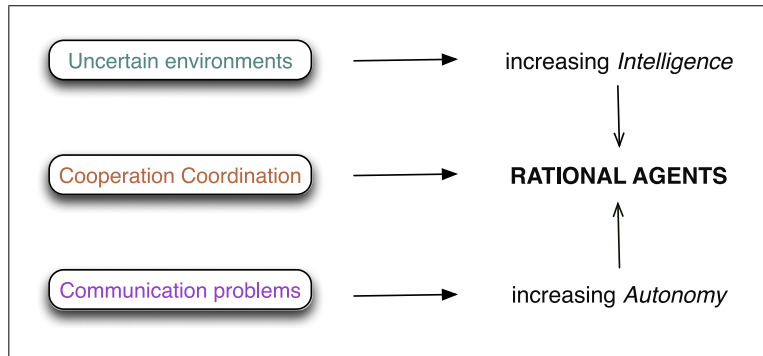 Uncertain environments
increasing Intelligence
Cooperation Coordination
RATIONAL AGENTS
Communication problems
increasing Autonomy